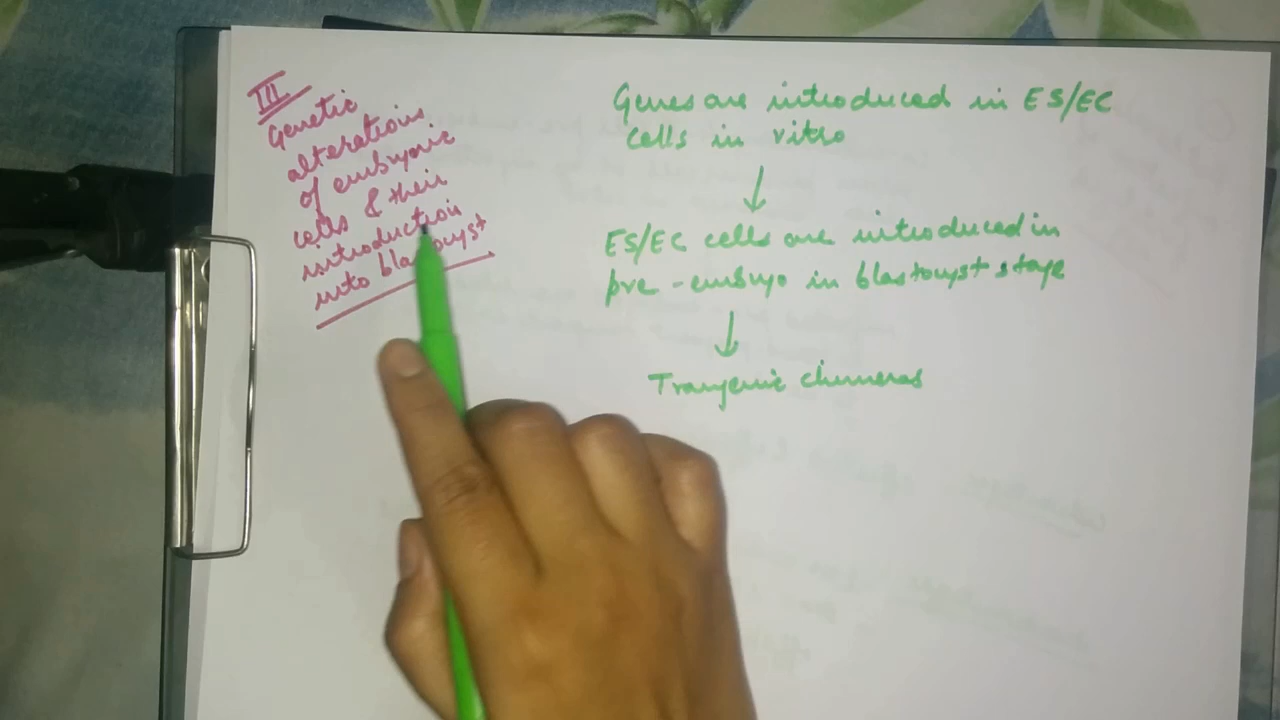 III
Genetic
alterations
of embryonic
cells & their
introduction
into blastocyst
Genes are introduced in ES/EC
cells in vitro
↓
ES/EC cells are introduced in
pre-embryo in blastocyst stage
↓
Trangenic chimeras